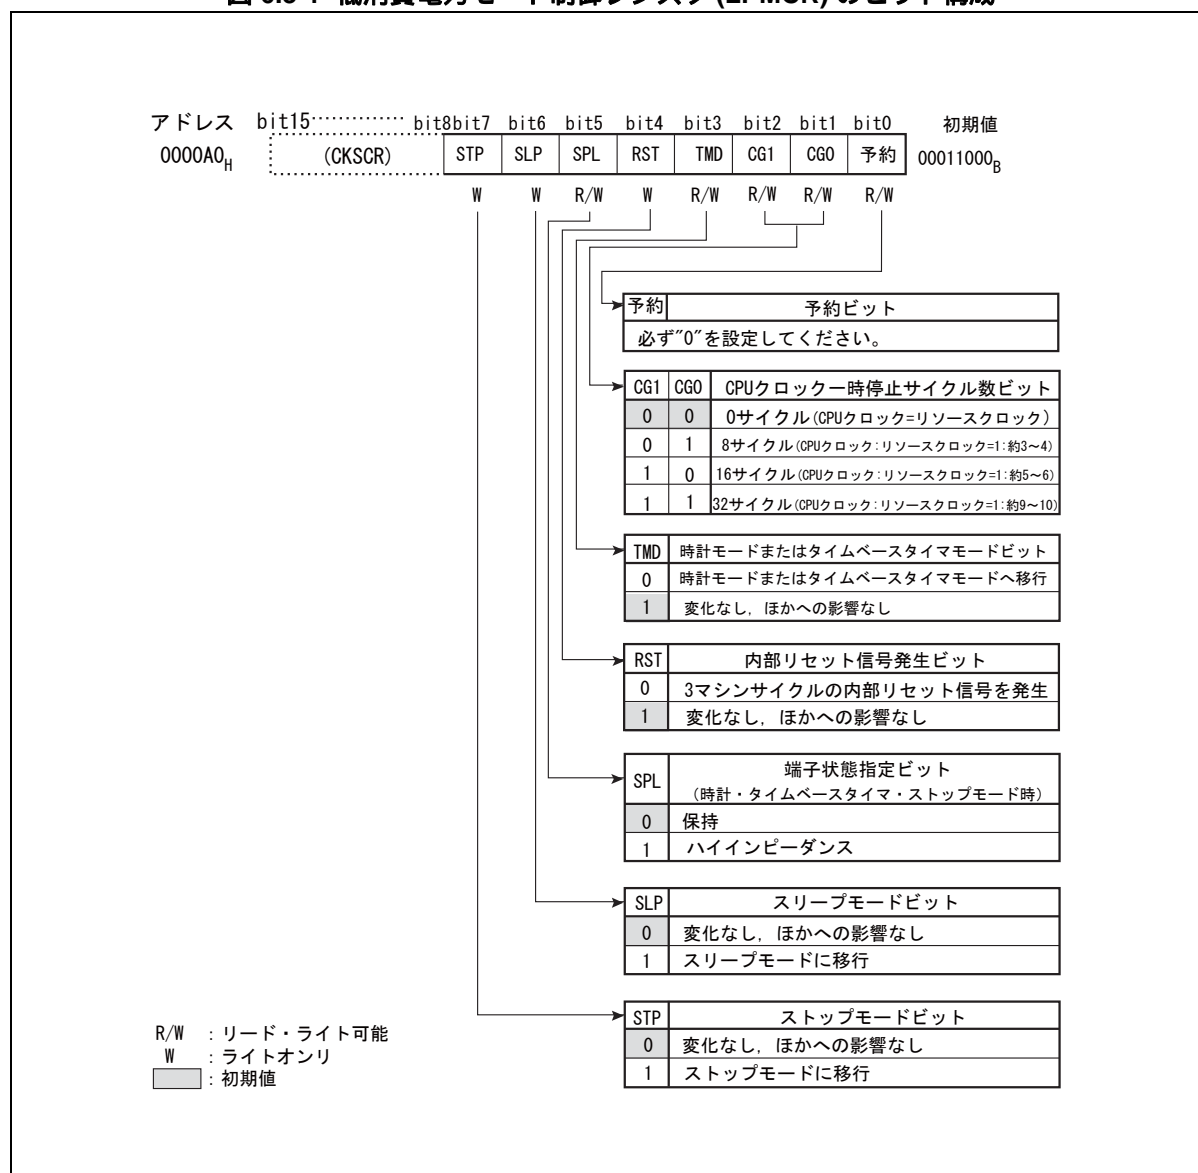 アドレス bit15 bit8 bit7 bit6 bit5 bit4 bit3 bit2 bit1 bit0 初期値
0000A0H (CKSCR) STP SLP SPL RST TMD CG1 CG0 予約 00011000B
W W R/W W R/W R/W R/W R/W
予約 予約ビット
必ず"0"を設定してください。
CG1 CG0 CPUクロック一時停止サイクル数ビット
0 0 0サイクル(CPUクロック=リソースクロック)
0 1 8サイクル(CPUクロック:リソースクロック=1:約3~4)
1 0 16サイクル(CPUクロック:リソースクロック=1:約5~6)
1 1 32サイクル(CPUクロック:リソースクロック=1:約9~10)
TMD 時計モードまたはタイムベースタイマモードビット
0 時計モードまたはタイムベースタイマモードへ移行
1 変化なし,ほかへの影響なし
RST 内部リセット信号発生ビット
0 3マシンサイクルの内部リセット信号を発生
1 変化なし,ほかへの影響なし
SPL 端子状態指定ビット
(時計・タイムベースタイマ・ストップモード時)
0 保持
1 ハイインピーダンス
SLP スリープモードビット
0 変化なし,ほかへの影響なし
1 スリープモードに移行
STP ストップモードビット
0 変化なし,ほかへの影響なし
1 ストップモードに移行
R/W :リード・ライト可能
W :ライトオンリ
:初期値